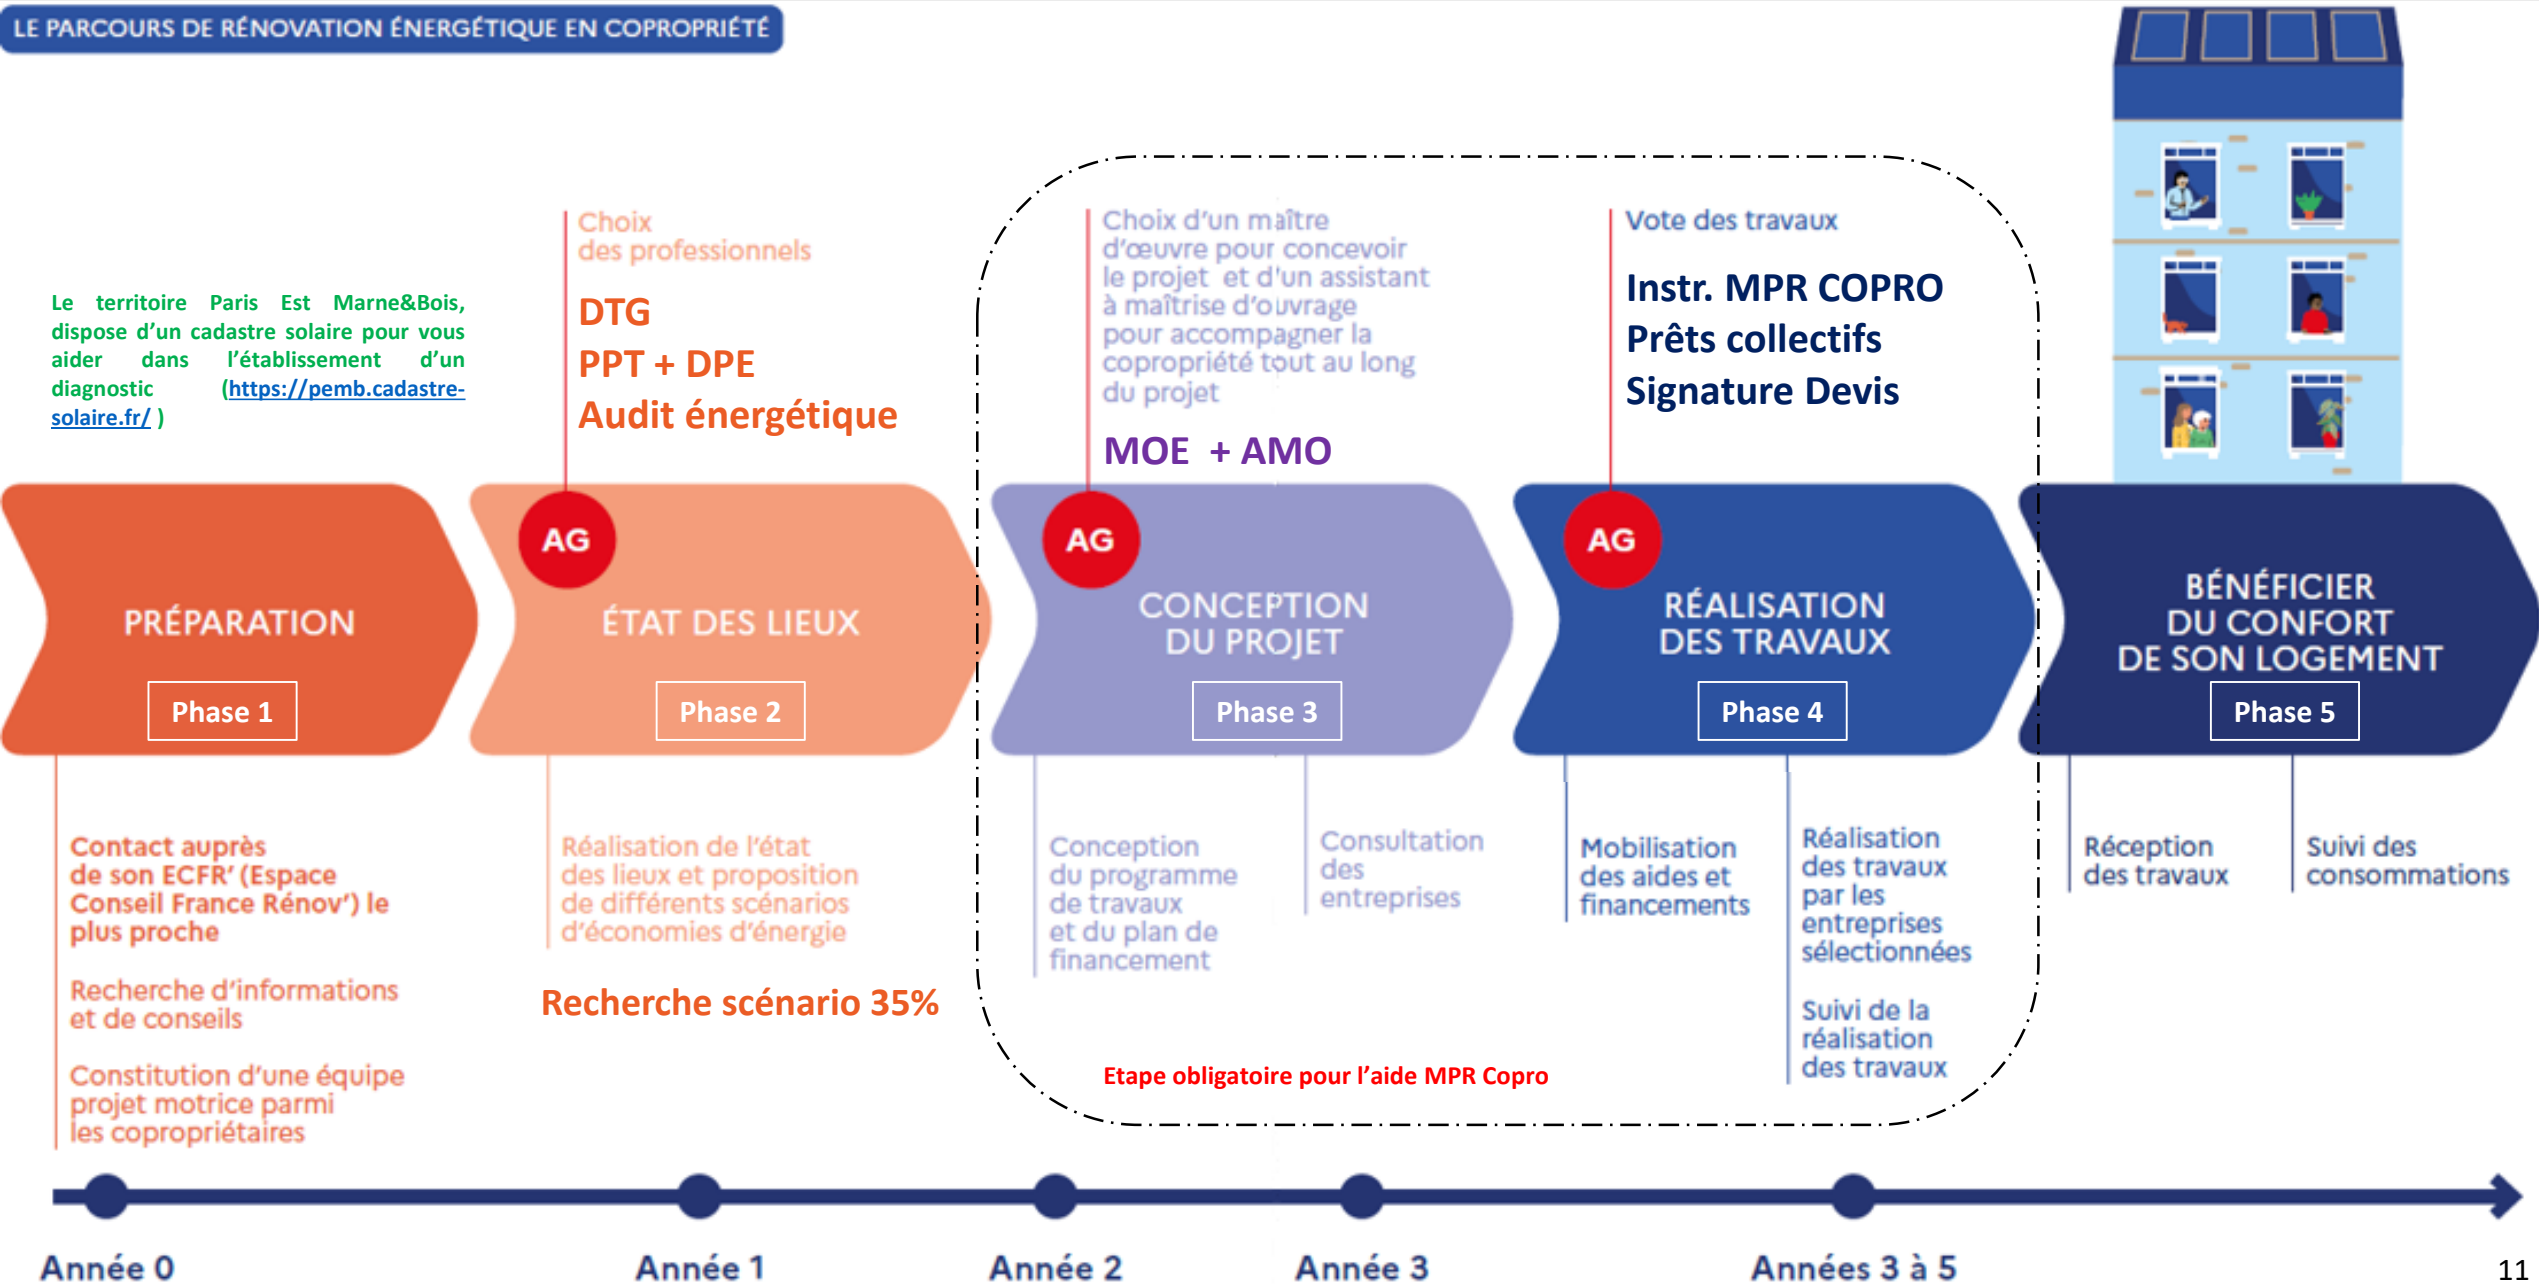 LE PARCOURS DE RÉNOVATION ÉNERGÉTIQUE EN COPROPRIÉTÉ
Le territoire Paris Est Marne&Bois,
dispose d'un cadastre solaire pour vous
aider dans l'établissement d'un
diagnostic (https://pemb.cadastre-
solaire.fr/ )
Choix
des professionnels
DTG
PPT + DPE
Audit énergétique
Choix d'un maître
d'œuvre pour concevoir
le projet et d'un assistant
à maîtrise d'ouvrage
pour accompagner la
copropriété tout au long
du projet
MOE + AMO
Vote des travaux
Instr. MPR COPRO
Prêts collectifs
Signature Devis
AG
AG
AG
PRÉPARATION
Phase 1
ÉTAT DES LIEUX
Phase 2
CONCEPTION
DU PROJET
Phase 3
RÉALISATION
DES TRAVAUX
Phase 4
BÉNÉFICIER
DU CONFORT
DE SON LOGEMENT
Phase 5
Contact auprès
de son ECFR' (Espace
Conseil France Rénov') le
plus proche
Recherche d'informations
et de conseils
Constitution d'une équipe
projet motrice parmi
les copropriétaires
Réalisation de l'état
des lieux et proposition
de différents scénarios
d'économies d'énergie
Recherche scénario 35%
Conception
du programme
de travaux
et du plan de
financement
Consultation
des
entreprises
Etape obligatoire pour l'aide MPR Copro
Mobilisation
des aides et
financements
Réalisation
des travaux
par les
entreprises
sélectionnées
Suivi de la
réalisation
des travaux
Réception
des travaux
Suivi des
consommations
Année 0
Année 1
Année 2
Année 3
Années 3 à 5
11